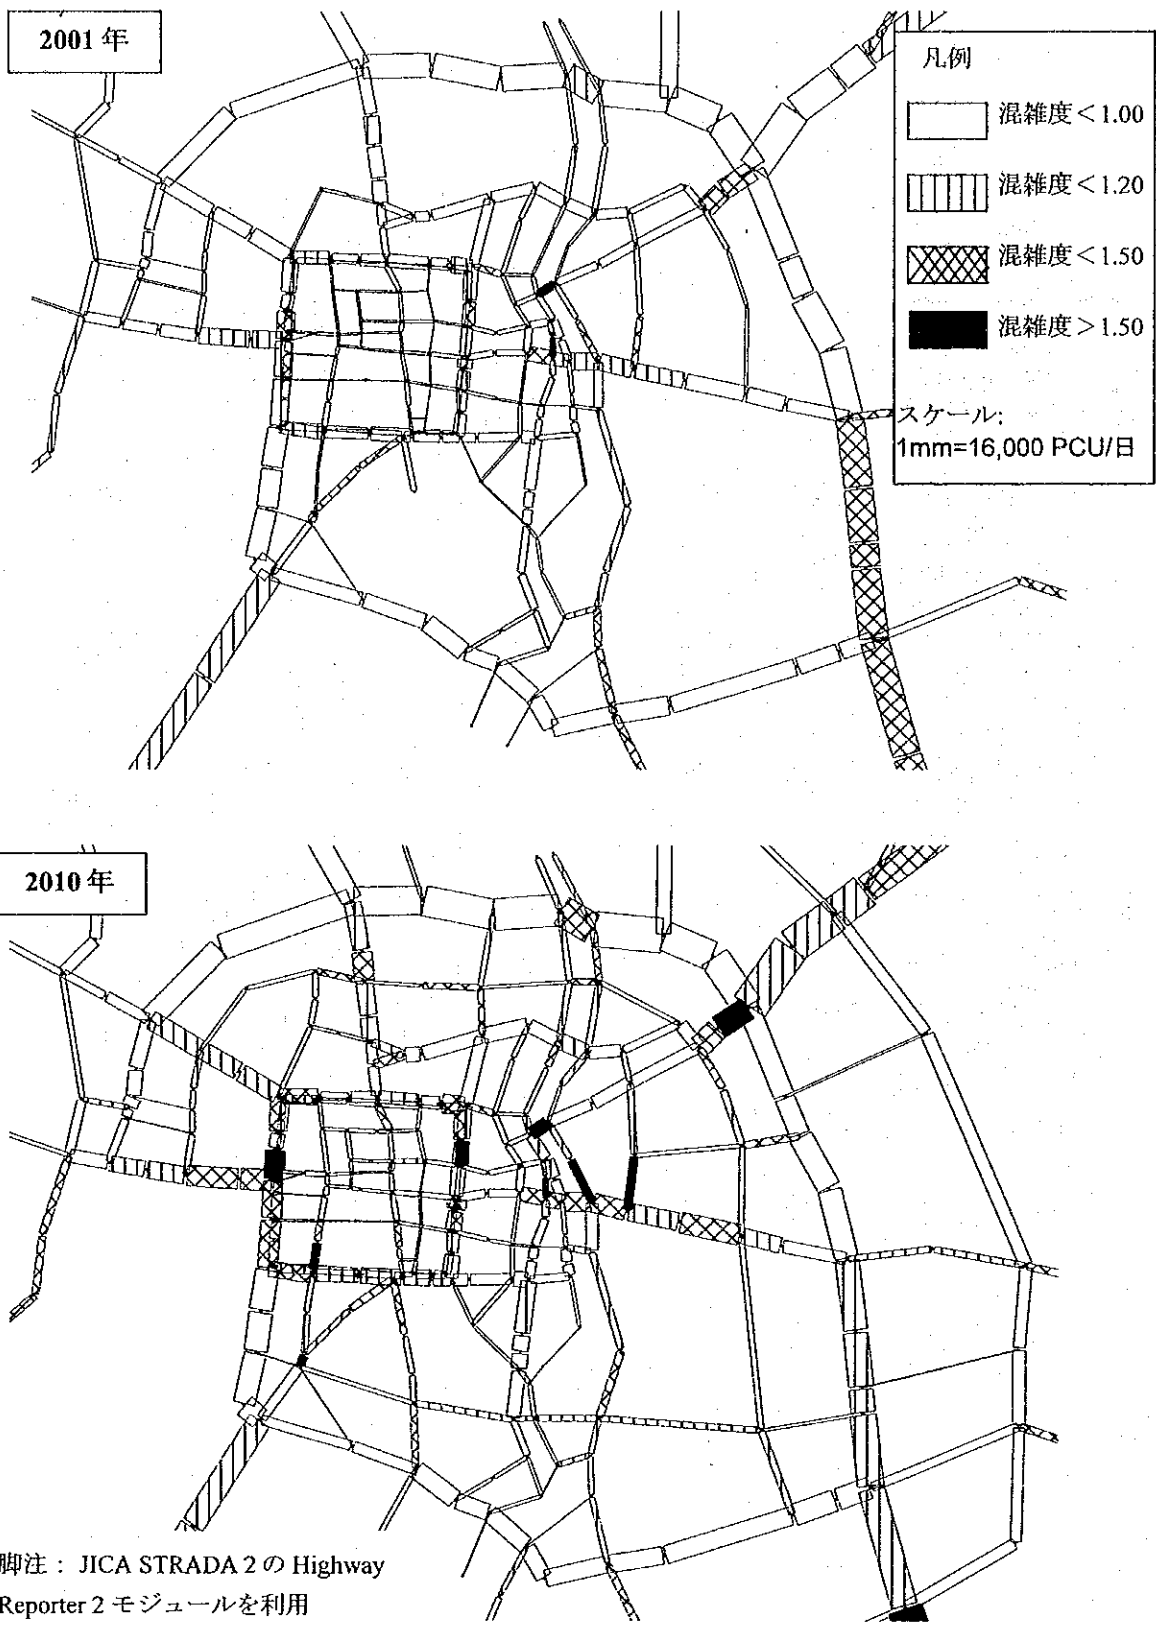 2001 年
凡例
混雑度＜1.00
混雑度＜1.20
混雑度＜1.50
混雑度＞1.50
スケール:
1mm=16,000 PCU/日
2010 年
脚注： JICA STRADA 2 の Highway
Reporter 2 モジュールを利用